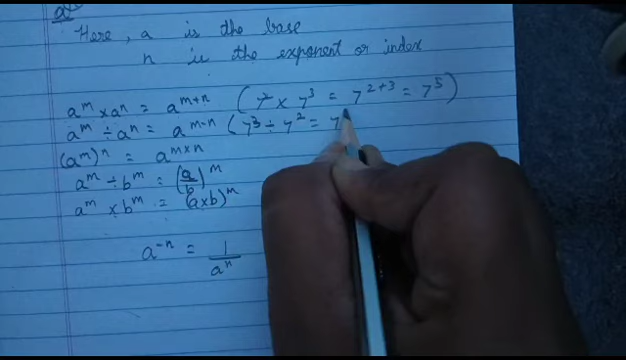 Here, a is the base
n is the exponent or index
a^m × a^n = a^{m+n} (7^2 × 7^3 = 7^{2+3} = 7^5)
a^m ÷ a^n = a^{m-n} (7^3 ÷ 7^2 = 7
(a^m)^n = a^{m×n}
a^m ÷ b^m = (a/b)^m
a^m × b^m = (a×b)^m
a^{-n} = 1/a^n